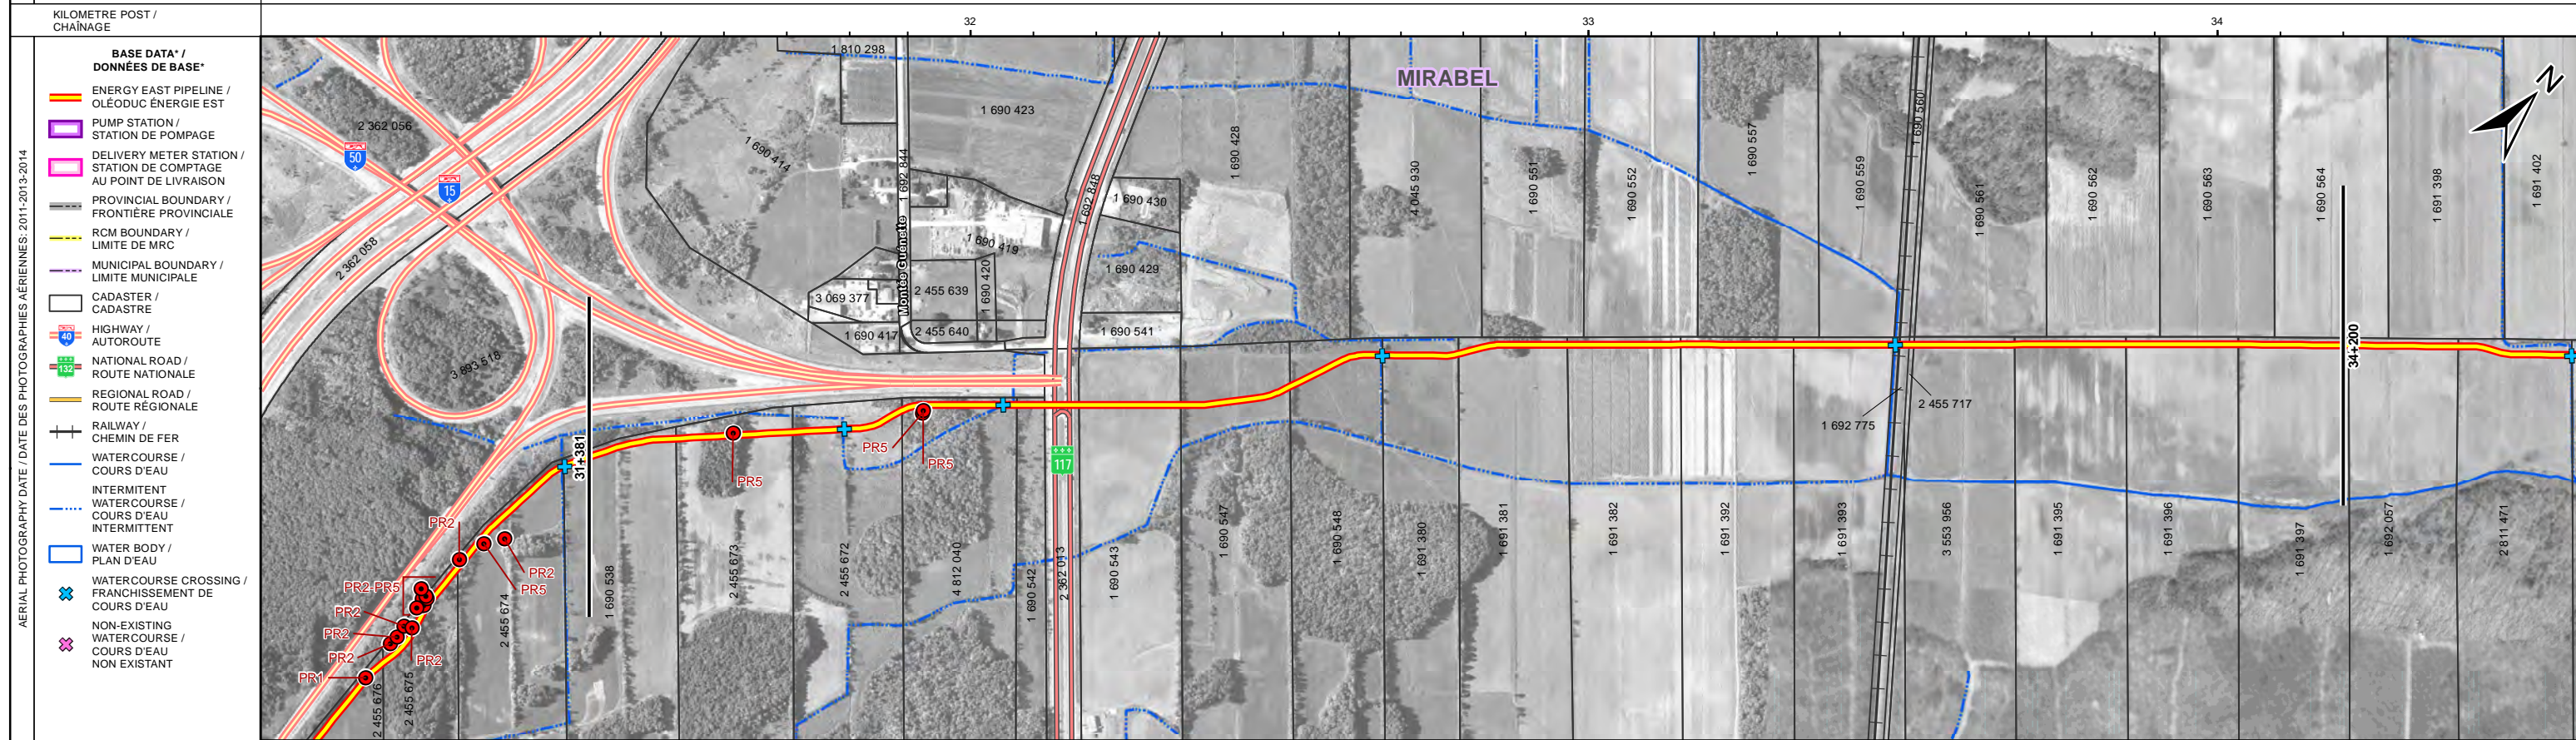 KILOMETRE POST /
CHAÎNAGE
32
33
34
AERIAL PHOTOGRAPHY DATE / DATE DES PHOTOGRAPHIES AÉRIENNES: 2011-2013-2014
BASE DATA* /
DONNÉES DE BASE*
ENERGY EAST PIPELINE /
OLÉODUC ÉNERGIE EST
PUMP STATION /
STATION DE POMPAGE
DELIVERY METER STATION /
STATION DE COMPTAGE
AU POINT DE LIVRAISON
PROVINCIAL BOUNDARY /
FRONTIÈRE PROVINCIALE
RCM BOUNDARY /
LIMITE DE MRC
MUNICIPAL BOUNDARY /
LIMITE MUNICIPALE
CADASTER /
CADASTRE
40
HIGHWAY /
AUTOROUTE
132
NATIONAL ROAD /
ROUTE NATIONALE
REGIONAL ROAD /
ROUTE RÉGIONALE
RAILWAY /
CHEMIN DE FER
WATERCOURSE /
COURS D'EAU
INTERMITENT
WATERCOURSE /
COURS D'EAU
INTERMITTENT
WATER BODY /
PLAN D'EAU
WATERCOURSE CROSSING /
FRANCHISSEMENT DE
COURS D'EAU
NON-EXISTING
WATERCOURSE /
COURS D'EAU
NON EXISTANT
MIRABEL
N
1 810 298
2 362 056
50
15
2 362 058
3 893 518
1 690 414
1 692 844
Montée Guénette
1 690 423
1 692 848
1 690 430
1 690 419
1 690 420
1 690 429
3 069 377
2 455 639
1 690 417
2 455 640
1 690 541
1 690 428
4 045 930
1 690 551
1 690 552
1 690 557
1 690 559
1 690 560
1 690 561
1 690 562
1 690 563
1 690 564
1 691 398
1 691 402
31+381
34+200
2 455 717
1 692 775
117
PR5
PR5
PR5
PR2
PR2
PR5
PR2-PR5
PR2
PR2
PR2
PR2
PR1
2 455 676
2 455 675
2 455 674
1 690 538
2 455 673
2 455 672
4 812 040
1 690 542
2 362 013
1 690 543
1 690 547
1 690 548
1 691 380
1 691 381
1 691 382
1 691 392
1 691 393
3 553 956
1 691 395
1 691 396
1 691 397
1 692 057
2 811 471